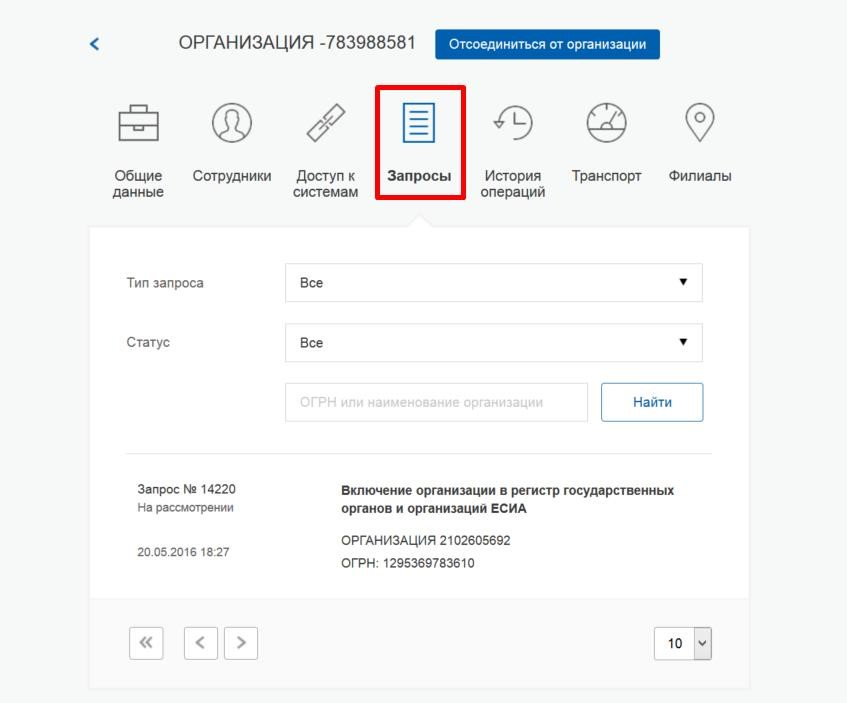 ОРГАНИЗАЦИЯ -783988581
Отсоединиться от организации
Общие
данные
Сотрудники
Доступ к
системам
Запросы
История
операций
Транспорт
Филиалы
Тип запроса
Все
Статус
Все
ОГРН или наименование организации
Найти
Запрос № 14220
На рассмотрении
20.05.2016 18:27
Включение организации в регистр государственных
органов и организаций ЕСИА
ОРГАНИЗАЦИЯ 2102605692
ОГРН: 1295369783610
10